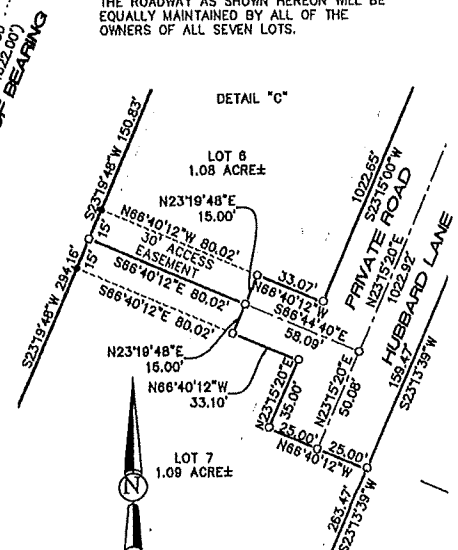 THE ROADWAY AS SHOWN HEREON WILL BE
EQUALLY MAINTAINED BY ALL OF THE
OWNERS OF ALL SEVEN LOTS.
1022.00')
OF BEARING
DETAIL "C"
S23°19'48"W 150.83'
LOT 6
1.08 ACRE±
N23°19'48"E
15.00'
N66°40'12"W 80.02'
30' ACCESS
EASEMENT
S66°40'12"E 80.02'
S66°40'12"E 80.02'
15'
15'
S23°19'48"W 294.16'
33.07'
N66°40'12"W
S66°44'40"E
58.09'
1022.65'
S23°15'00"W
PRIVATE ROAD
N23°15'20"E
1022.92'
HUBBARD LANE
159.47'
S23°13'39"W
N23°19'48"E
15.00'
N66°40'12"W
33.10'
N23°15'20"E
35.00'
N23°15'20"E
50.08'
25.00'
25.00'
N66°40'12"W
LOT 7
1.09 ACRE±
N
263.47'
S23°13'39"W